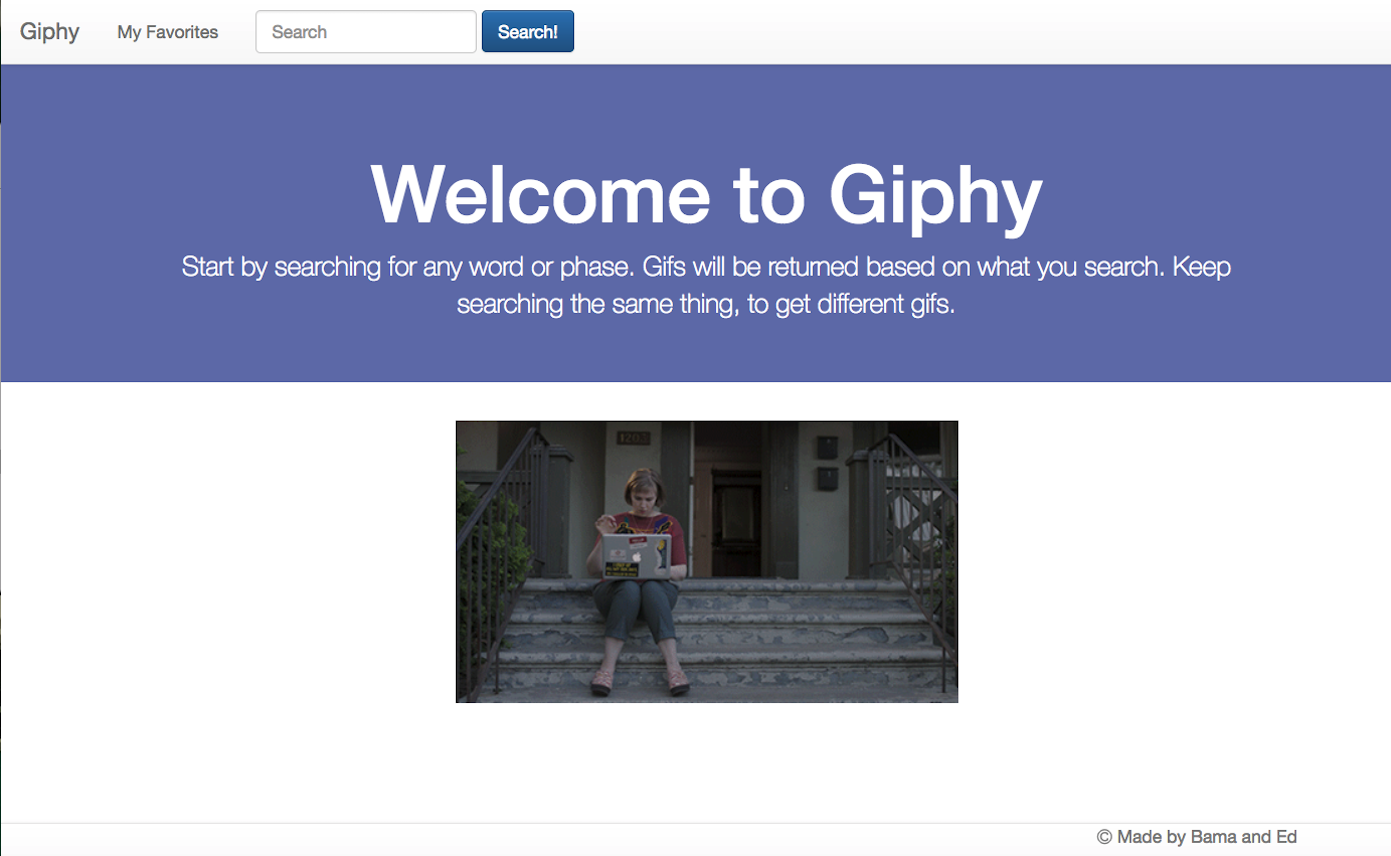 Giphy My Favorites Search Search!
Welcome to Giphy
Start by searching for any word or phase. Gifs will be returned based on what you search. Keep
searching the same thing, to get different gifs.
© Made by Bama and Ed